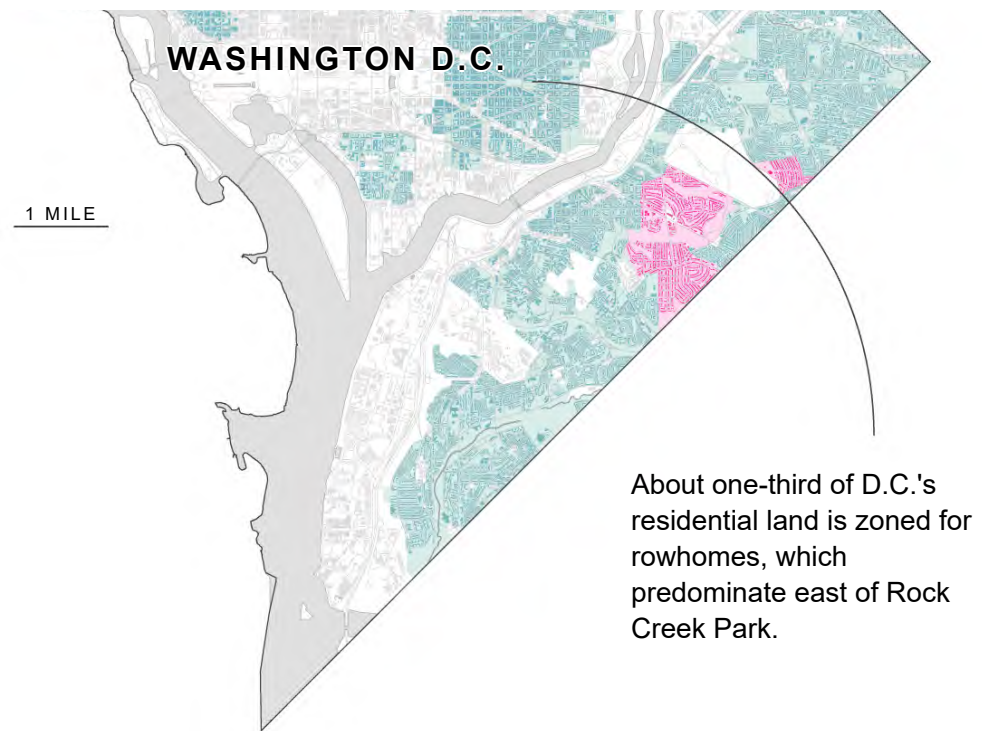 WASHINGTON D.C.
1 MILE
About one-third of D.C.'s
residential land is zoned for
rowhomes, which
predominate east of Rock
Creek Park.